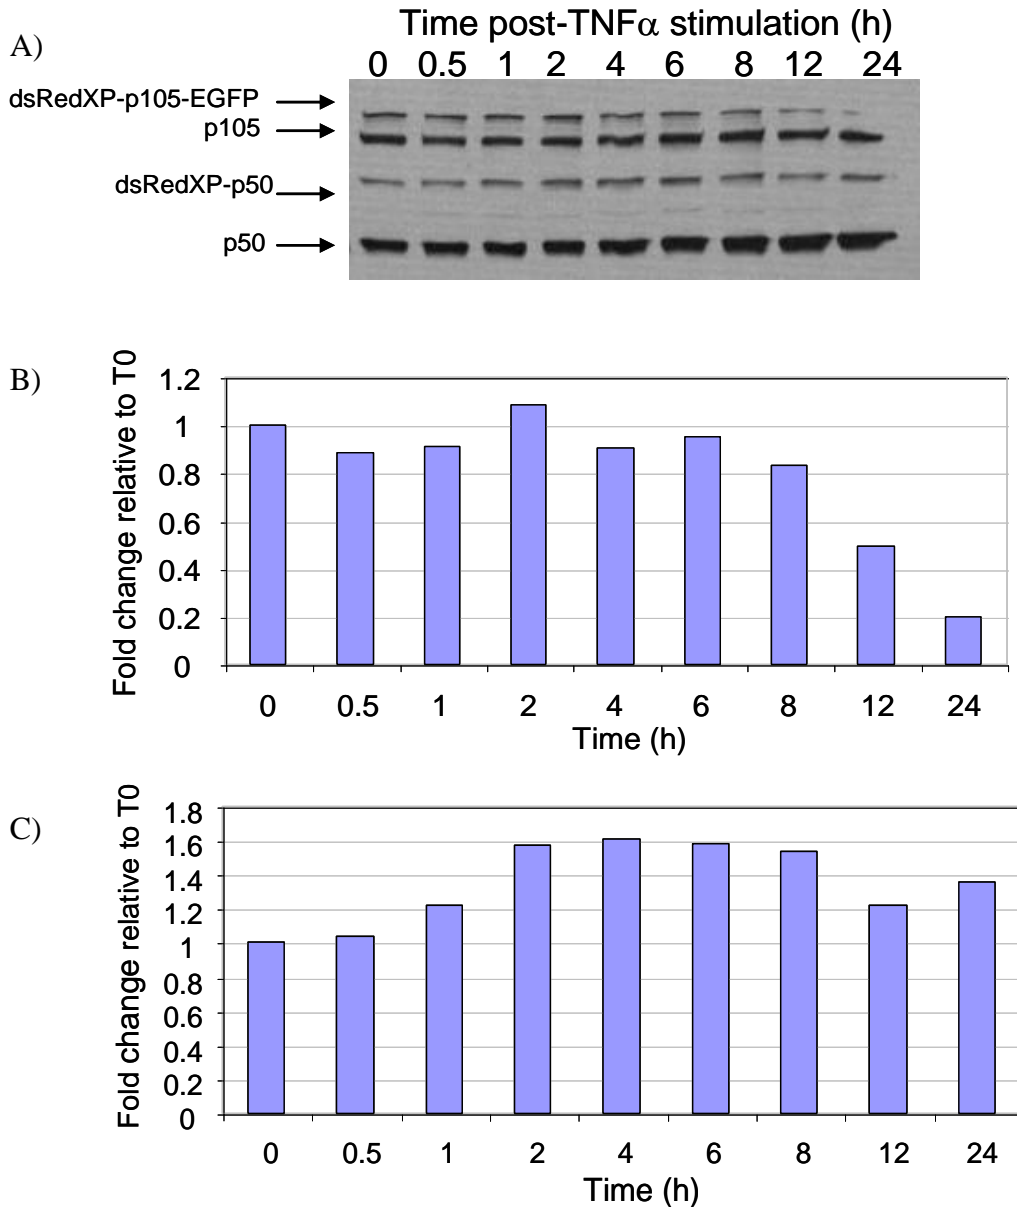 A)
Time post-TNFα stimulation (h)
0 0.5 1 2 4 6 8 12 24
dsRedXP-p105-EGFP
p105
dsRedXP-p50
p50
B)
Fold change relative to T0
1.2
1
0.8
0.6
0.4
0.2
0
0 0.5 1 2 4 6 8 12 24
Time (h)
C)
Fold change relative to T0
1.8
1.6
1.4
1.2
1
0.8
0.6
0.4
0.2
0
0 0.5 1 2 4 6 8 12 24
Time (h)